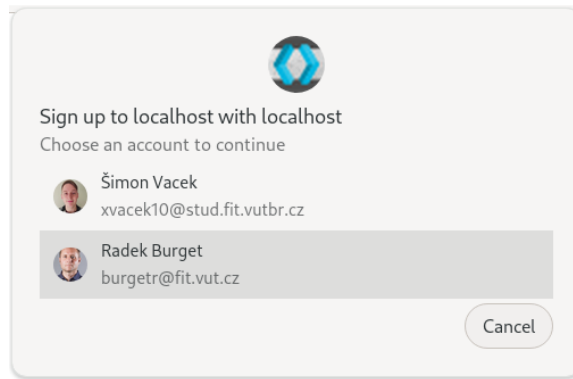 Sign up to localhost with localhost
Choose an account to continue
Šimon Vacek
xvacek10@stud.fit.vutbr.cz
Radek Burget
burgetr@fit.vut.cz
Cancel